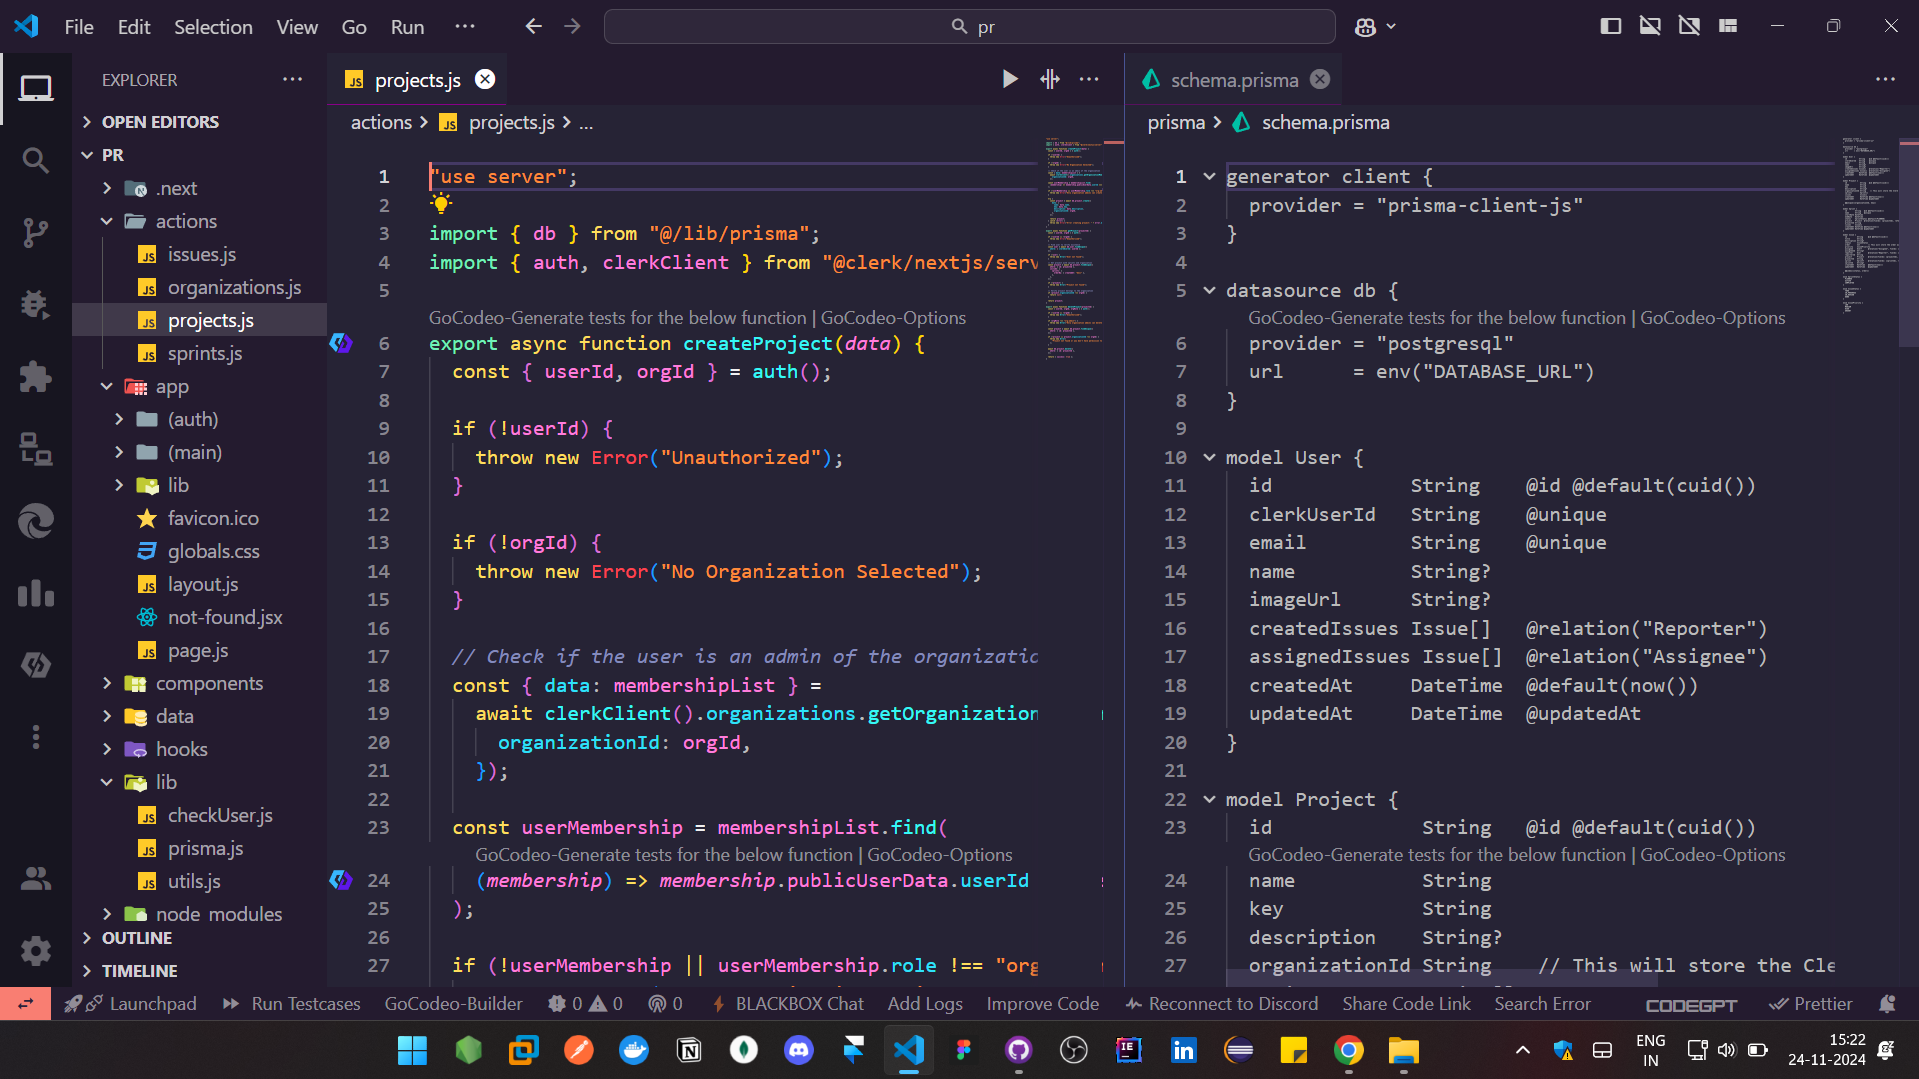 File Edit Selection View Go Run ··· pr
EXPLORER
OPEN EDITORS
PR
.next
actions
issues.js
organizations.js
projects.js
sprints.js
app
(auth)
(main)
lib
favicon.ico
globals.css
layout.js
not-found.jsx
page.js
components
data
hooks
lib
checkUser.js
prisma.js
utils.js
node_modules
OUTLINE
TIMELINE
projects.js
actions > projects.js > ...
1 "use server";
2
3 import { db } from "@/lib/prisma";
4 import { auth, clerkClient } from "@clerk/nextjs/serv
5
GoCodeo-Generate tests for the below function | GoCodeo-Options
6 export async function createProject(data) {
7 const { userId, orgId } = auth();
8
9 if (!userId) {
10 throw new Error("Unauthorized");
11 }
12
13 if (!orgId) {
14 throw new Error("No Organization Selected");
15 }
16
17 // Check if the user is an admin of the organizatio
18 const { data: membershipList } =
19 await clerkClient().organizations.getOrganization
20 organizationId: orgId,
21 });
22
23 const userMembership = membershipList.find(
GoCodeo-Generate tests for the below function | GoCodeo-Options
24 (membership) => membership.publicUserData.userId
25 );
26
27 if (!userMembership || userMembership.role !== "org
schema.prisma
prisma > schema.prisma
1 generator client {
2 provider = "prisma-client-js"
3 }
4
5 datasource db {
GoCodeo-Generate tests for the below function | GoCodeo-Options
6 provider = "postgresql"
7 url = env("DATABASE_URL")
8 }
9
10 model User {
11 id String @id @default(cuid())
12 clerkUserId String @unique
13 email String @unique
14 name String?
15 imageUrl String?
16 createdIssues Issue[] @relation("Reporter")
17 assignedIssues Issue[] @relation("Assignee")
18 createdAt DateTime @default(now())
19 updatedAt DateTime @updatedAt
20 }
21
22 model Project {
23 id String @id @default(cuid())
GoCodeo-Generate tests for the below function | GoCodeo-Options
24 name String
25 key String
26 description String?
27 organizationId String // This will store the Cle
Launchpad Run Testcases GoCodeo-Builder 0 0 0 BLACKBOX Chat Add Logs Improve Code Reconnect to Discord Share Code Link Search Error CODEGPT Prettier
ENG
IN
15:22
24-11-2024